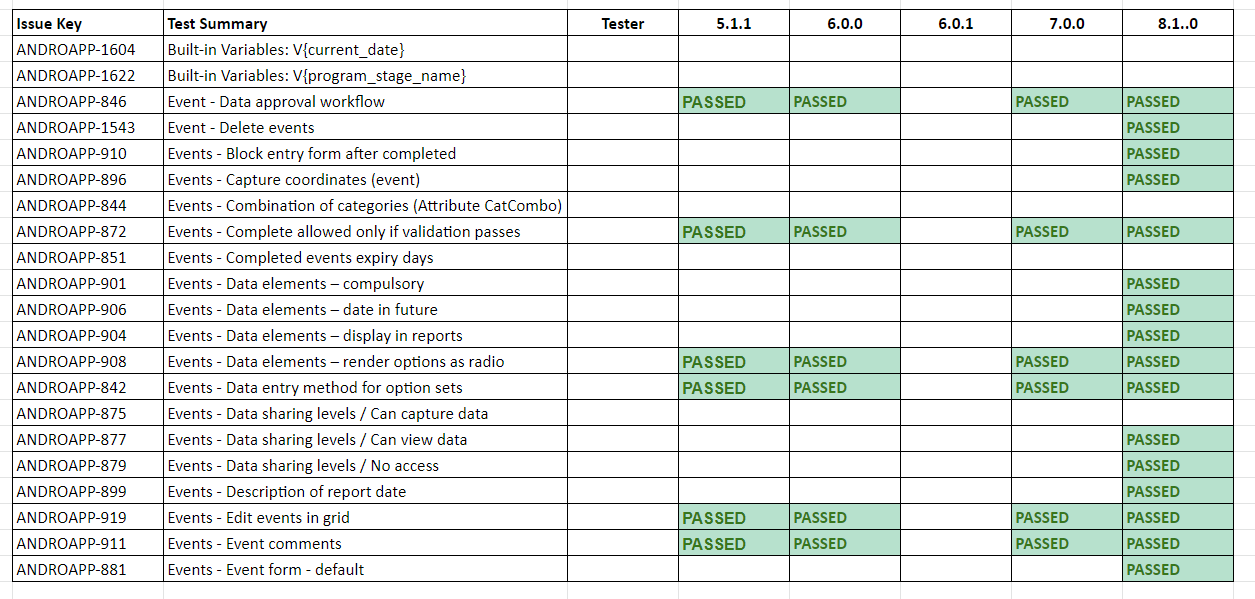 Issue Key Test Summary Tester 5.1.1 6.0.0 6.0.1 7.0.0 8.1..0
ANDROAPP-1604 Built-in Variables: V{current_date}
ANDROAPP-1622 Built-in Variables: V{program_stage_name}
ANDROAPP-846 Event - Data approval workflow PASSED PASSED PASSED PASSED
ANDROAPP-1543 Event - Delete events PASSED
ANDROAPP-910 Events - Block entry form after completed PASSED
ANDROAPP-896 Events - Capture coordinates (event) PASSED
ANDROAPP-844 Events - Combination of categories (Attribute CatCombo)
ANDROAPP-872 Events - Complete allowed only if validation passes PASSED PASSED PASSED PASSED
ANDROAPP-851 Events - Completed events expiry days
ANDROAPP-901 Events - Data elements – compulsory PASSED
ANDROAPP-906 Events - Data elements – date in future PASSED
ANDROAPP-904 Events - Data elements – display in reports PASSED
ANDROAPP-908 Events - Data elements – render options as radio PASSED PASSED PASSED PASSED
ANDROAPP-842 Events - Data entry method for option sets PASSED PASSED PASSED PASSED
ANDROAPP-875 Events - Data sharing levels / Can capture data
ANDROAPP-877 Events - Data sharing levels / Can view data PASSED
ANDROAPP-879 Events - Data sharing levels / No access PASSED
ANDROAPP-899 Events - Description of report date PASSED
ANDROAPP-919 Events - Edit events in grid PASSED PASSED PASSED PASSED
ANDROAPP-911 Events - Event comments PASSED PASSED PASSED PASSED
ANDROAPP-881 Events - Event form - default PASSED